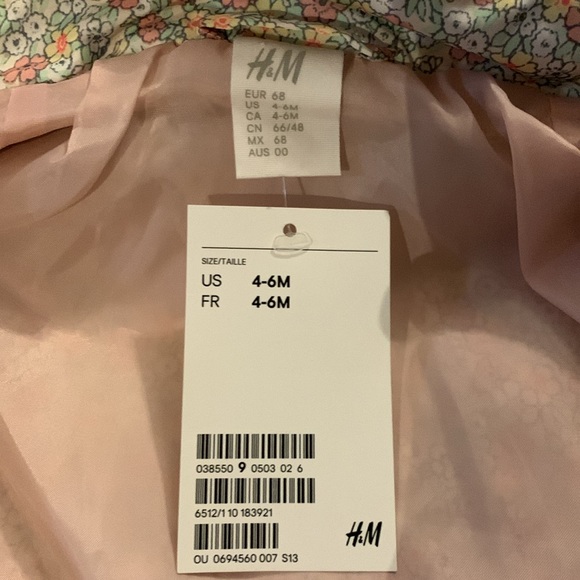 H&M
EUR 68
US 4-6M
CA 4-6M
CN 66/48
MX 68
AUS 00
SIZE/TAILLE
US 4-6M
FR 4-6M
038550 9 0503 02 6
6512/1 10 183921
H&M
OU 0694560 007 S13